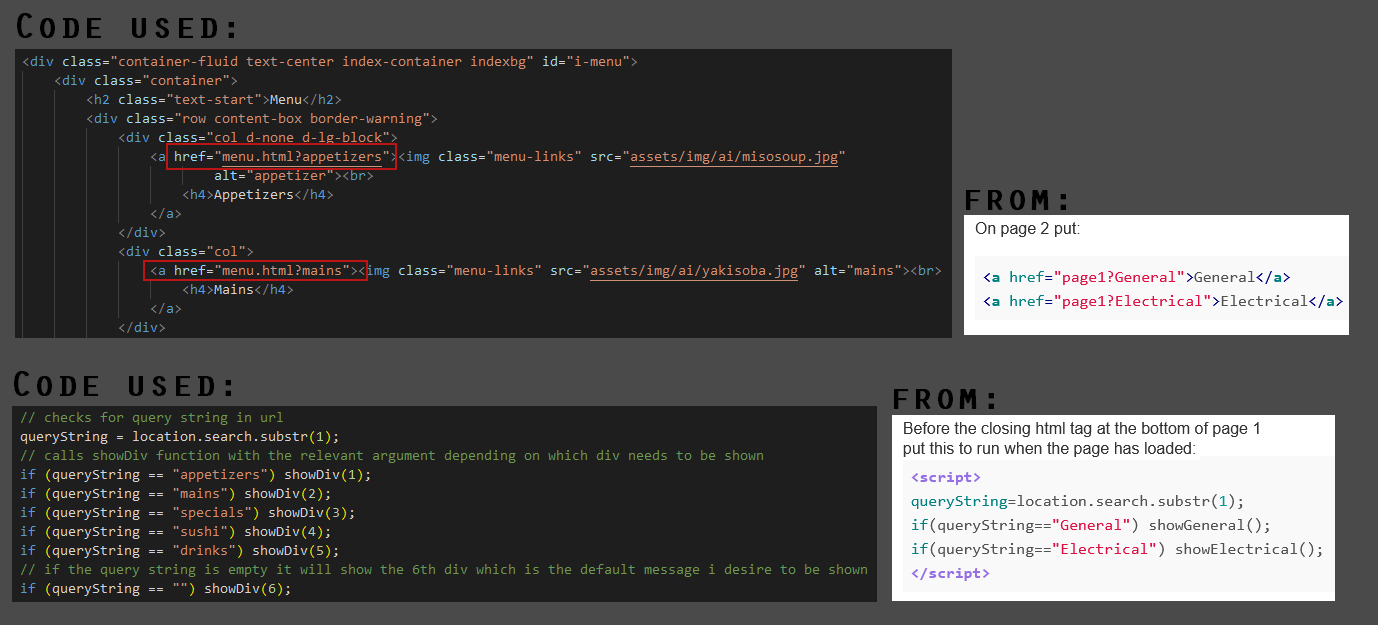 Code used:
<div class="container-fluid text-center index-container indexbg" id="i-menu">
<div class="container">
<h2 class="text-start">Menu</h2>
<div class="row content-box border-warning">
<div class="col d-none d-lg-block">
<a href="menu.html?appetizers"><img class="menu-links" src="assets/img/ai/misosoup.jpg"
alt="appetizer"><br>
<h4>Appetizers</h4>
</a>
</div>
<div class="col">
<a href="menu.html?mains"><img class="menu-links" src="assets/img/ai/yakisoba.jpg" alt="mains"><br>
<h4>Mains</h4>
</a>
</div>
FROM:
On page 2 put:
<a href="page1?General">General</a>
<a href="page1?Electrical">Electrical</a>
Code used:
// checks for query string in url
queryString = location.search.substr(1);
// calls showDiv function with the relevant argument depending on which div needs to be shown
if (queryString == "appetizers") showDiv(1);
if (queryString == "mains") showDiv(2);
if (queryString == "specials") showDiv(3);
if (queryString == "sushi") showDiv(4);
if (queryString == "drinks") showDiv(5);
// if the query string is empty it will show the 6th div which is the default message i desire to be shown
if (queryString == "") showDiv(6);
FROM:
Before the closing html tag at the bottom of page 1
put this to run when the page has loaded:
<script>
queryString=location.search.substr(1);
if(queryString=="General") showGeneral();
if(queryString=="Electrical") showElectrical();
</script>